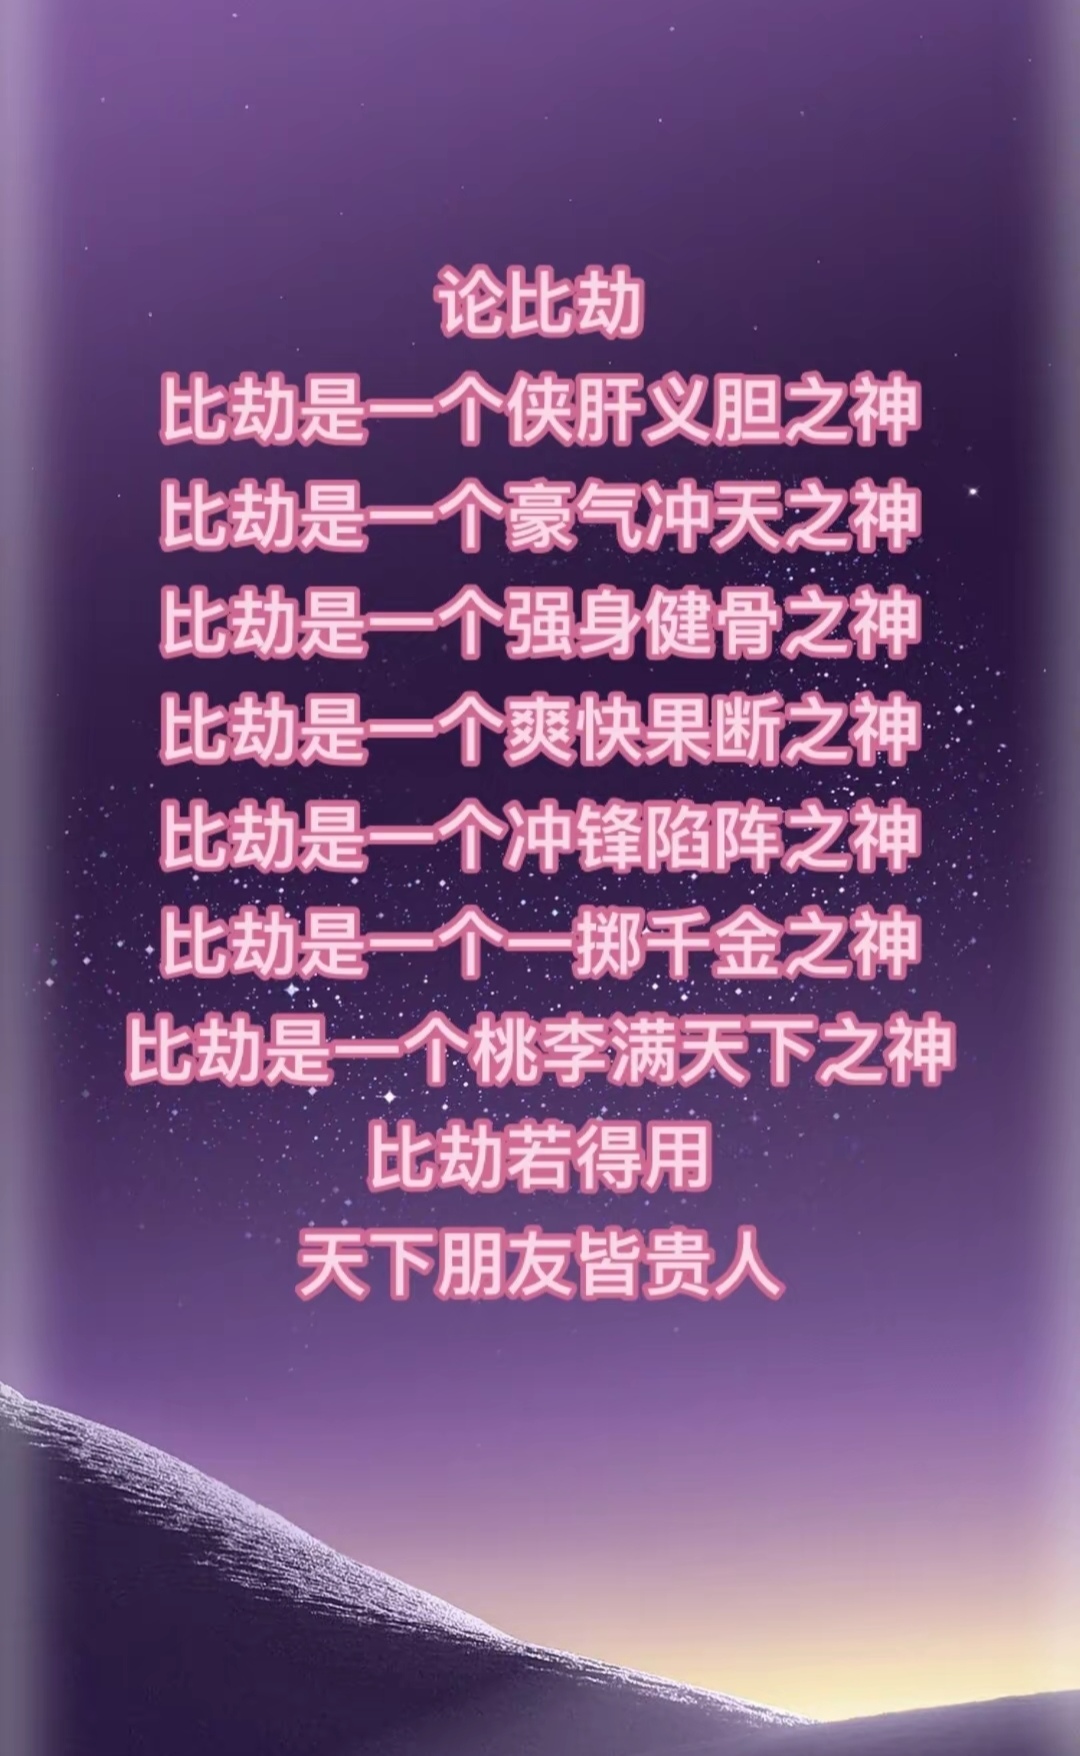 论比劫
比劫是一个侠肝义胆之神
比劫是一个豪气冲天之神
比劫是一个强身健骨之神
比劫是一个爽快果断之神
比劫是一个冲锋陷阵之神
比劫是一个一掷千金之神
比劫是一个桃李满天下之神
比劫若得用
天下朋友皆贵人